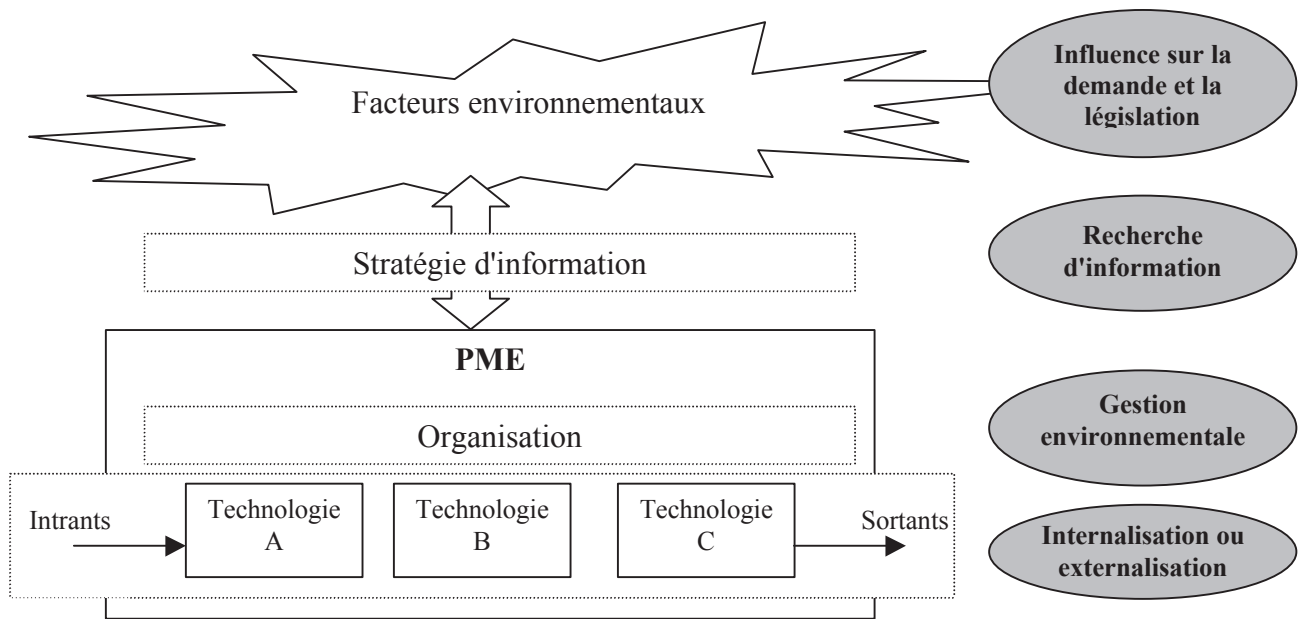 Facteurs environnementaux
Influence sur la
demande et la
législation
Stratégie d'information
Recherche
d'information
PME
Organisation
Gestion
environnementale
Intrants
Technologie
A
Technologie
B
Technologie
C
Sortants
Internalisation ou
externalisation